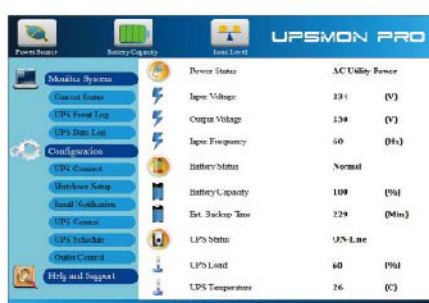 UPSMON PRO
Power Source
Battery Capacity
Load Level
Monitor System
Current Status
UPS Event Log
UPS Data Log
Configuration
UPS Connect
Shutdown Setup
Email Notification
UPS Control
UPS Schedule
Outlet Control
Help and Support
Power Status AC Utility Power
Input Voltage (V)
Output Voltage 130 (V)
Input Frequency 60 (Hz)
Battery Status Normal
Battery Capacity 100 (%)
Est. Backup Time 229 (Min)
UPS Status ON-Line
UPS Load 60 (%)
UPS Temperature 26 (C)